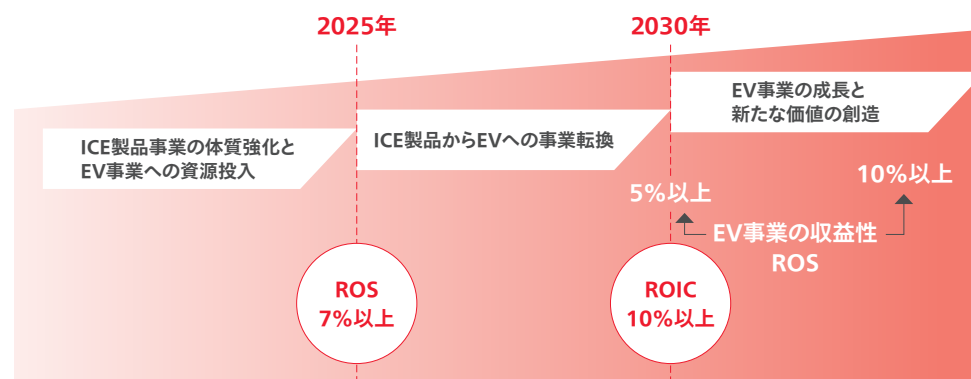 2025年
2030年
ICE製品事業の体質強化と
EV事業への資源投入
ICE製品からEVへの事業転換
EV事業の成長と
新たな価値の創造
5%以上
10%以上
EV事業の収益性
ROS
ROS
7%以上
ROIC
10%以上